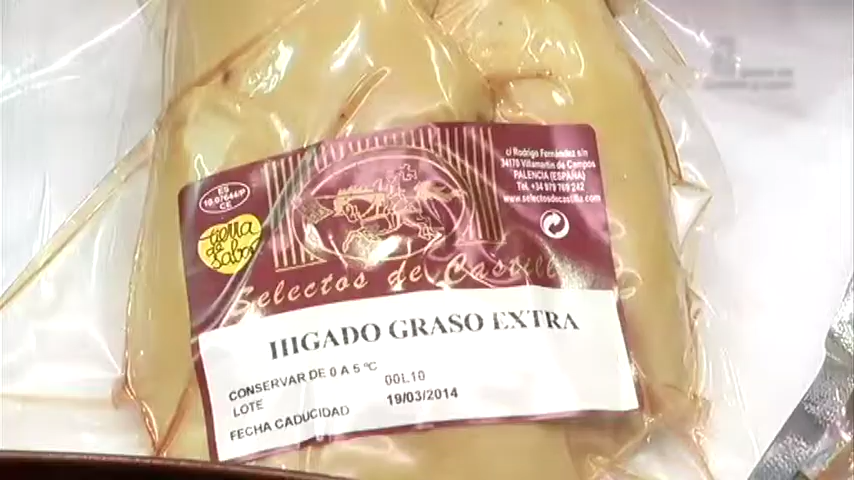 c/ Rodrigo Fernández s/n
34170 Villamartín de Campos
PALENCIA (ESPAÑA)
Tel. +34 979 769 242
www.selectosdecastilla.com
ES
CE
tierra
de
sabor
Selectos de Castilla
HIGADO GRASO EXTRA
CONSERVAR DE 0 A 5 ºC
LOTE 00L10
FECHA CADUCIDAD 19/03/2014